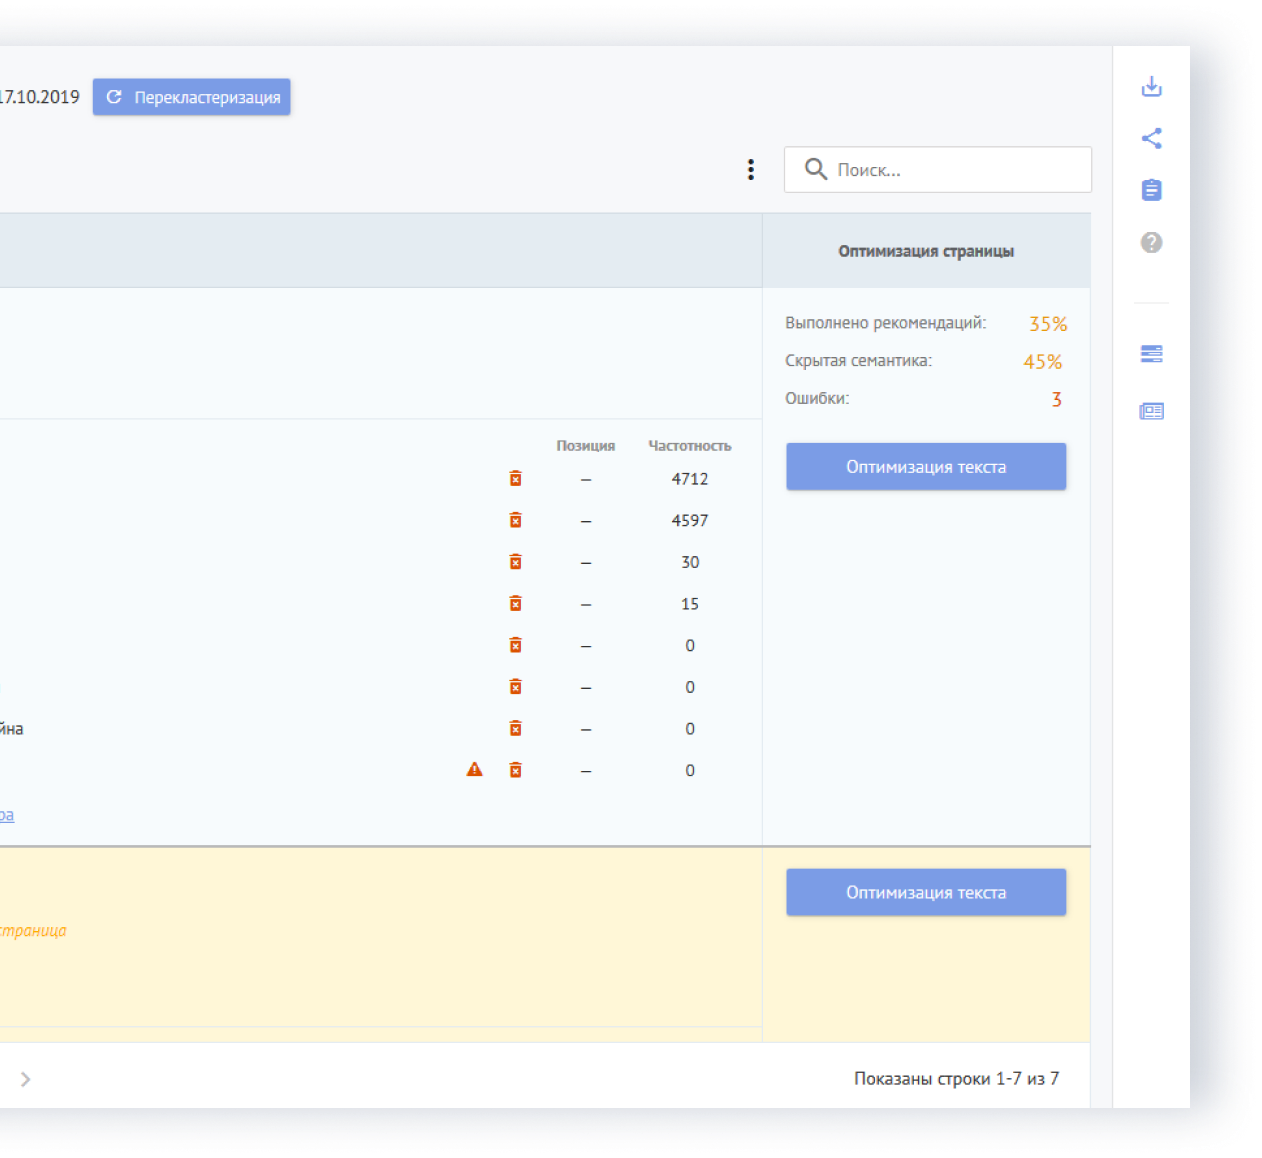 17.10.2019 Перекластеризация
Поиск...
Оптимизация страницы
Выполнено рекомендаций: 35%
Скрытая семантика: 45%
Ошибки: 3
Позиция Частотность
Оптимизация текста
– 4712
– 4597
– 30
– 15
– 0
– 0
йна – 0
– 0
ра
Оптимизация текста
страница
Показаны строки 1-7 из 7